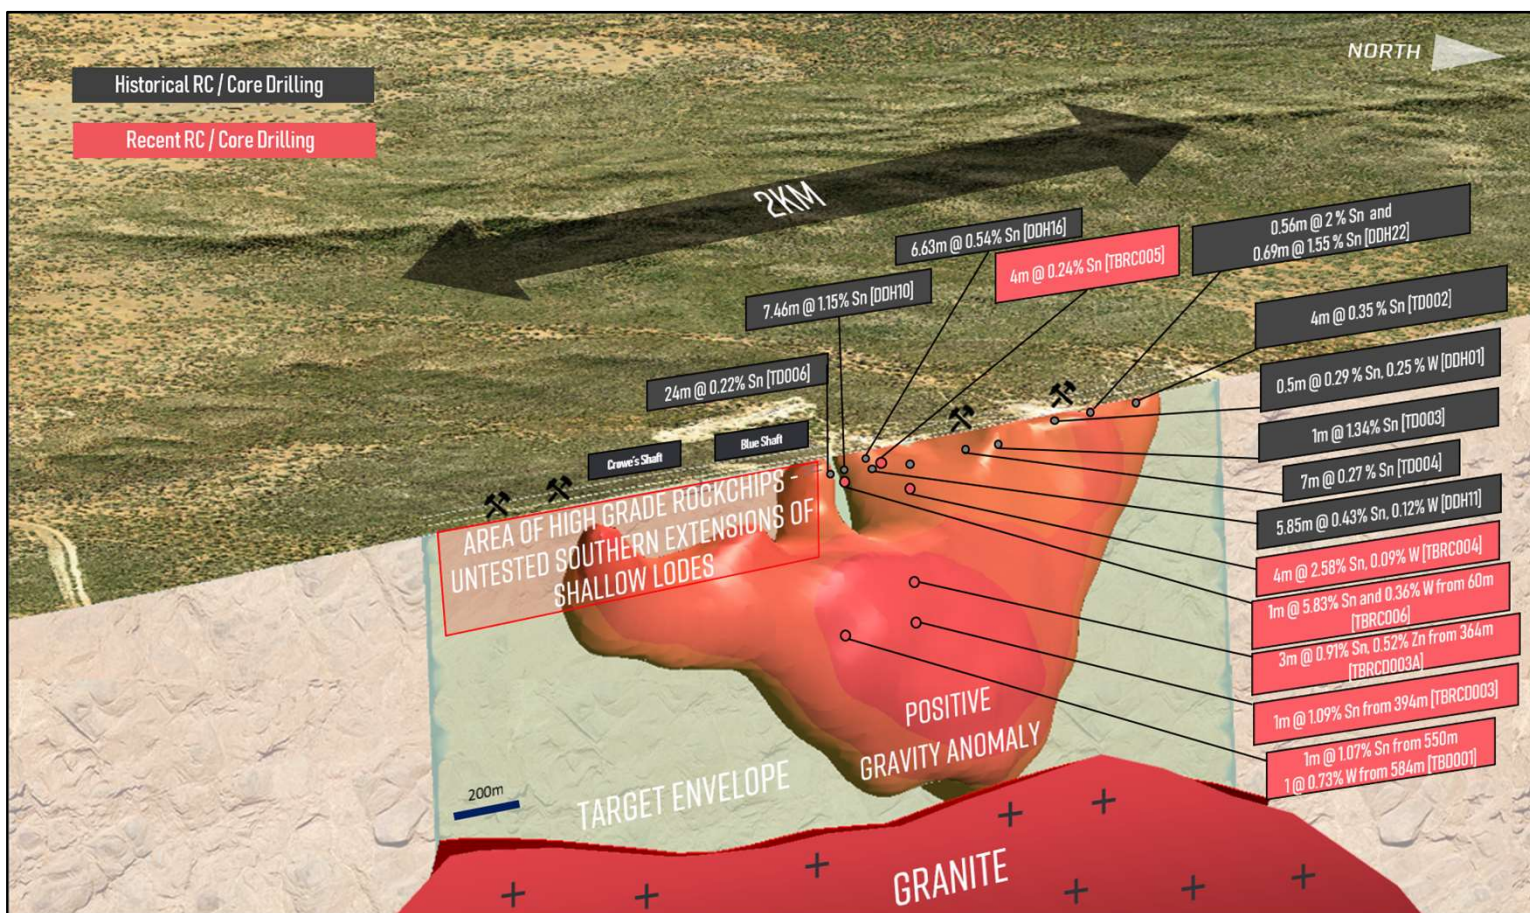 NORTH
Historical RC / Core Drilling
Recent RC / Core Drilling
2KM
6.63m @ 0.54% Sn [DDH16]
4m @ 0.24% Sn [TBRC005]
0.56m @ 2 % Sn and
0.69m @ 1.55 % Sn [DDH22]
7.46m @ 1.15% Sn [DDH10]
4m @ 0.35 % Sn [TD002]
24m @ 0.22% Sn [TD006]
0.5m @ 0.29 % Sn, 0.25 % W [DDH01]
Crowe's Shaft
Blue Shaft
1m @ 1.34% Sn [TD003]
7m @ 0.27 % Sn [TD004]
5.85m @ 0.43% Sn, 0.12% W [DDH11]
AREA OF HIGH GRADE ROCKCHIPS -
UNTESTED SOUTHERN EXTENSIONS OF
SHALLOW LODES
4m @ 2.58% Sn, 0.09% W [TBRC004]
1m @ 5.83% Sn and 0.36% W from 60m
[TBRC006]
3m @ 0.91% Sn, 0.52% Zn from 364m
[TBRCD003A]
1m @ 1.09% Sn from 394m [TBRCD003]
1m @ 1.07% Sn from 550m
1 @ 0.73% W from 584m [TBD001]
POSITIVE
GRAVITY ANOMALY
200m
TARGET ENVELOPE
GRANITE